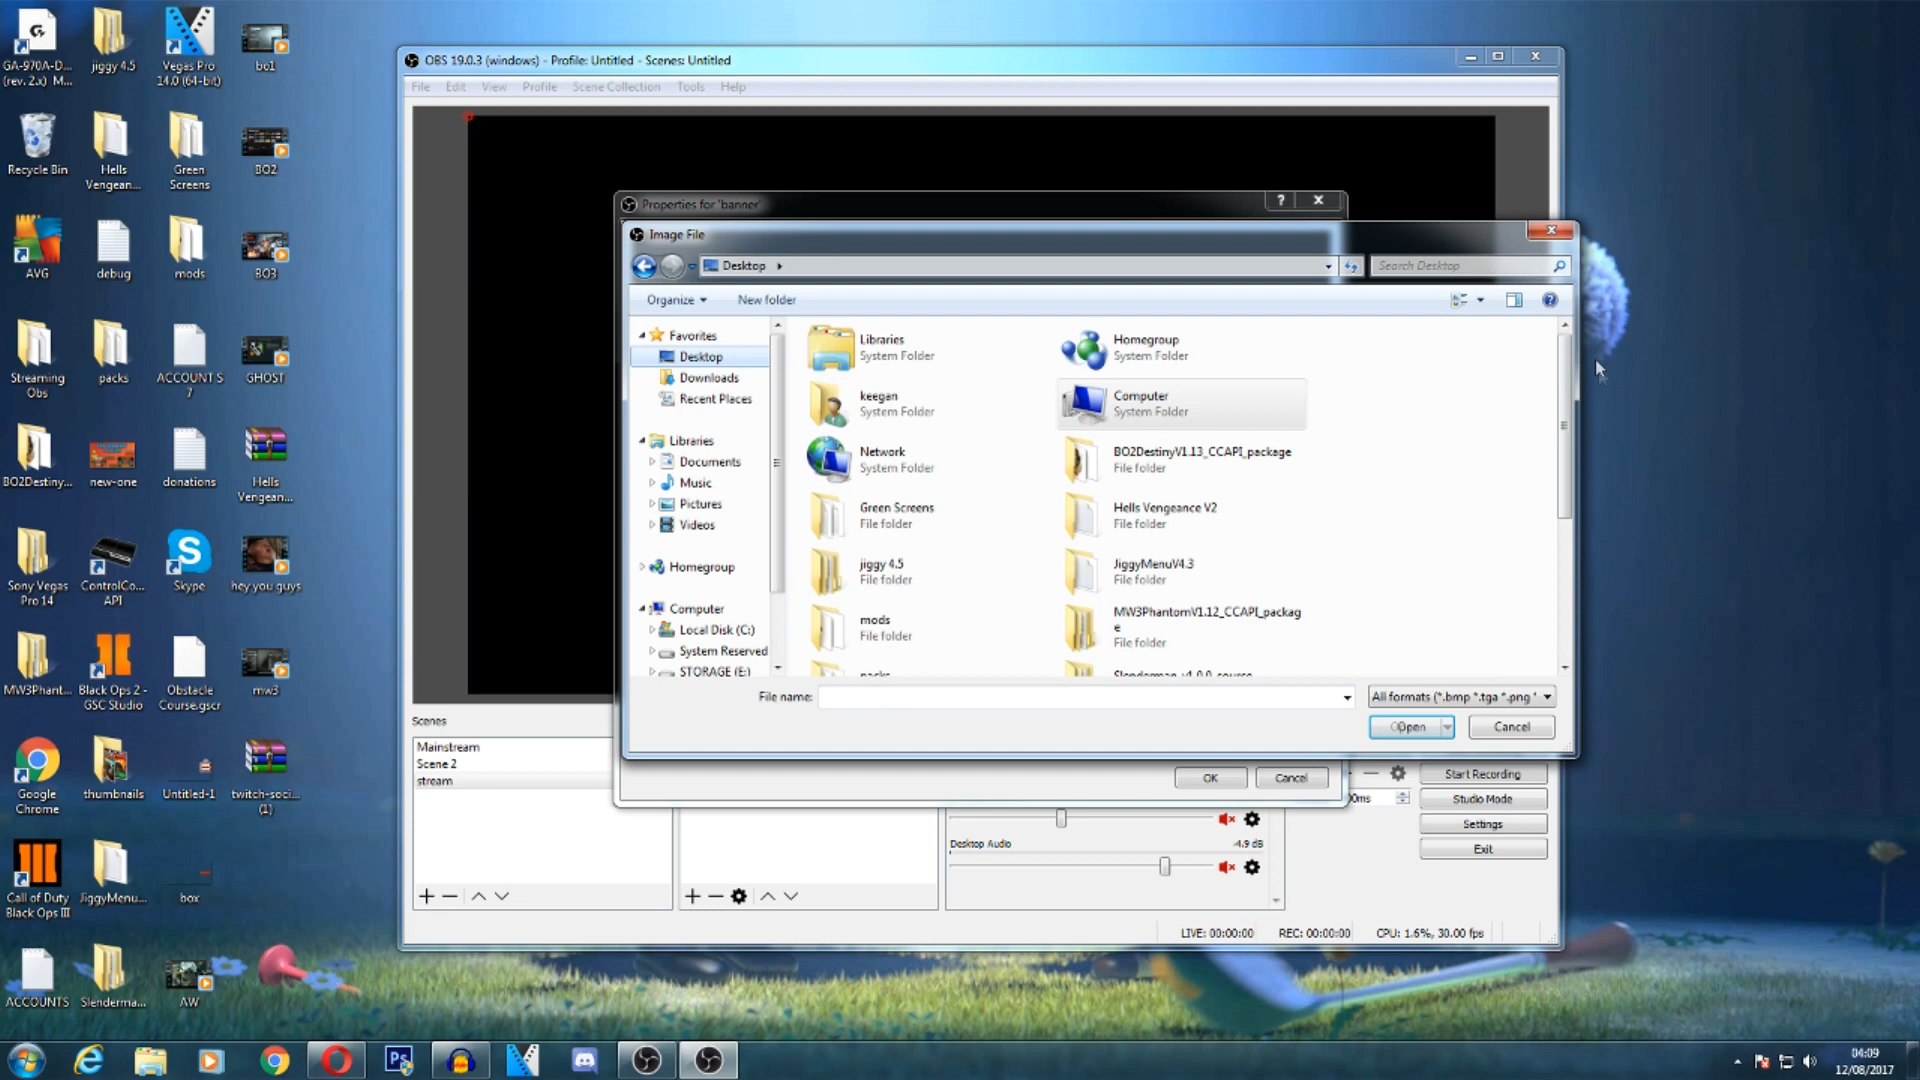 GA-970A-D...
(rev. 2.x) M...
jiggy 4.5
Vegas Pro
14.0 (64-bit)
bo1
Recycle Bin
Hells
Vengean...
Green
Screens
BO2
AVG
debug
mods
BO3
Streaming
Obs
packs
ACCOUNT S
7
GHOST
BO2Destiny...
new-one
donations
Hells
Vengean...
Sony Vegas
Pro 14
ControlCo...
API
Skype
hey you guys
MW3Phant...
Black Ops 2 -
GSC Studio
Obstacle
Course.gscr
mw3
Google
Chrome
thumbnails
Untitled-1
twitch-soci...
(1)
Call of Duty
Black Ops III
JiggyMenu...
box
ACCOUNTS
Slenderma...
AW
OBS 19.0.3 (windows) - Profile: Untitled - Scenes: Untitled
File Edit View Profile Scene Collection Tools Help
Properties for 'banner'
Image File
Desktop
Search Desktop
Organize
New folder
Favorites
Desktop
Downloads
Recent Places
Libraries
Documents
Music
Pictures
Videos
Homegroup
Computer
Local Disk (C:)
System Reserved
STORAGE (E:)
Libraries
System Folder
Homegroup
System Folder
keegan
System Folder
Computer
System Folder
Network
System Folder
BO2DestinyV1.13_CCAPI_package
File folder
Green Screens
File folder
Hells Vengeance V2
File folder
jiggy 4.5
File folder
JiggyMenuV4.3
File folder
mods
File folder
MW3PhantomV1.12_CCAPI_packag
e
File folder
packs
Slenderman_v1.0.0_source
File name:
All formats (*.bmp *.tga *.png *
Open
Cancel
OK
Cancel
Scenes
Mainstream
Scene 2
stream
Desktop Audio
-4.9 dB
0ms
Start Recording
Studio Mode
Settings
Exit
LIVE: 00:00:00
REC: 00:00:00
CPU: 1.6%, 30.00 fps
Ps
04:09
12/08/2017